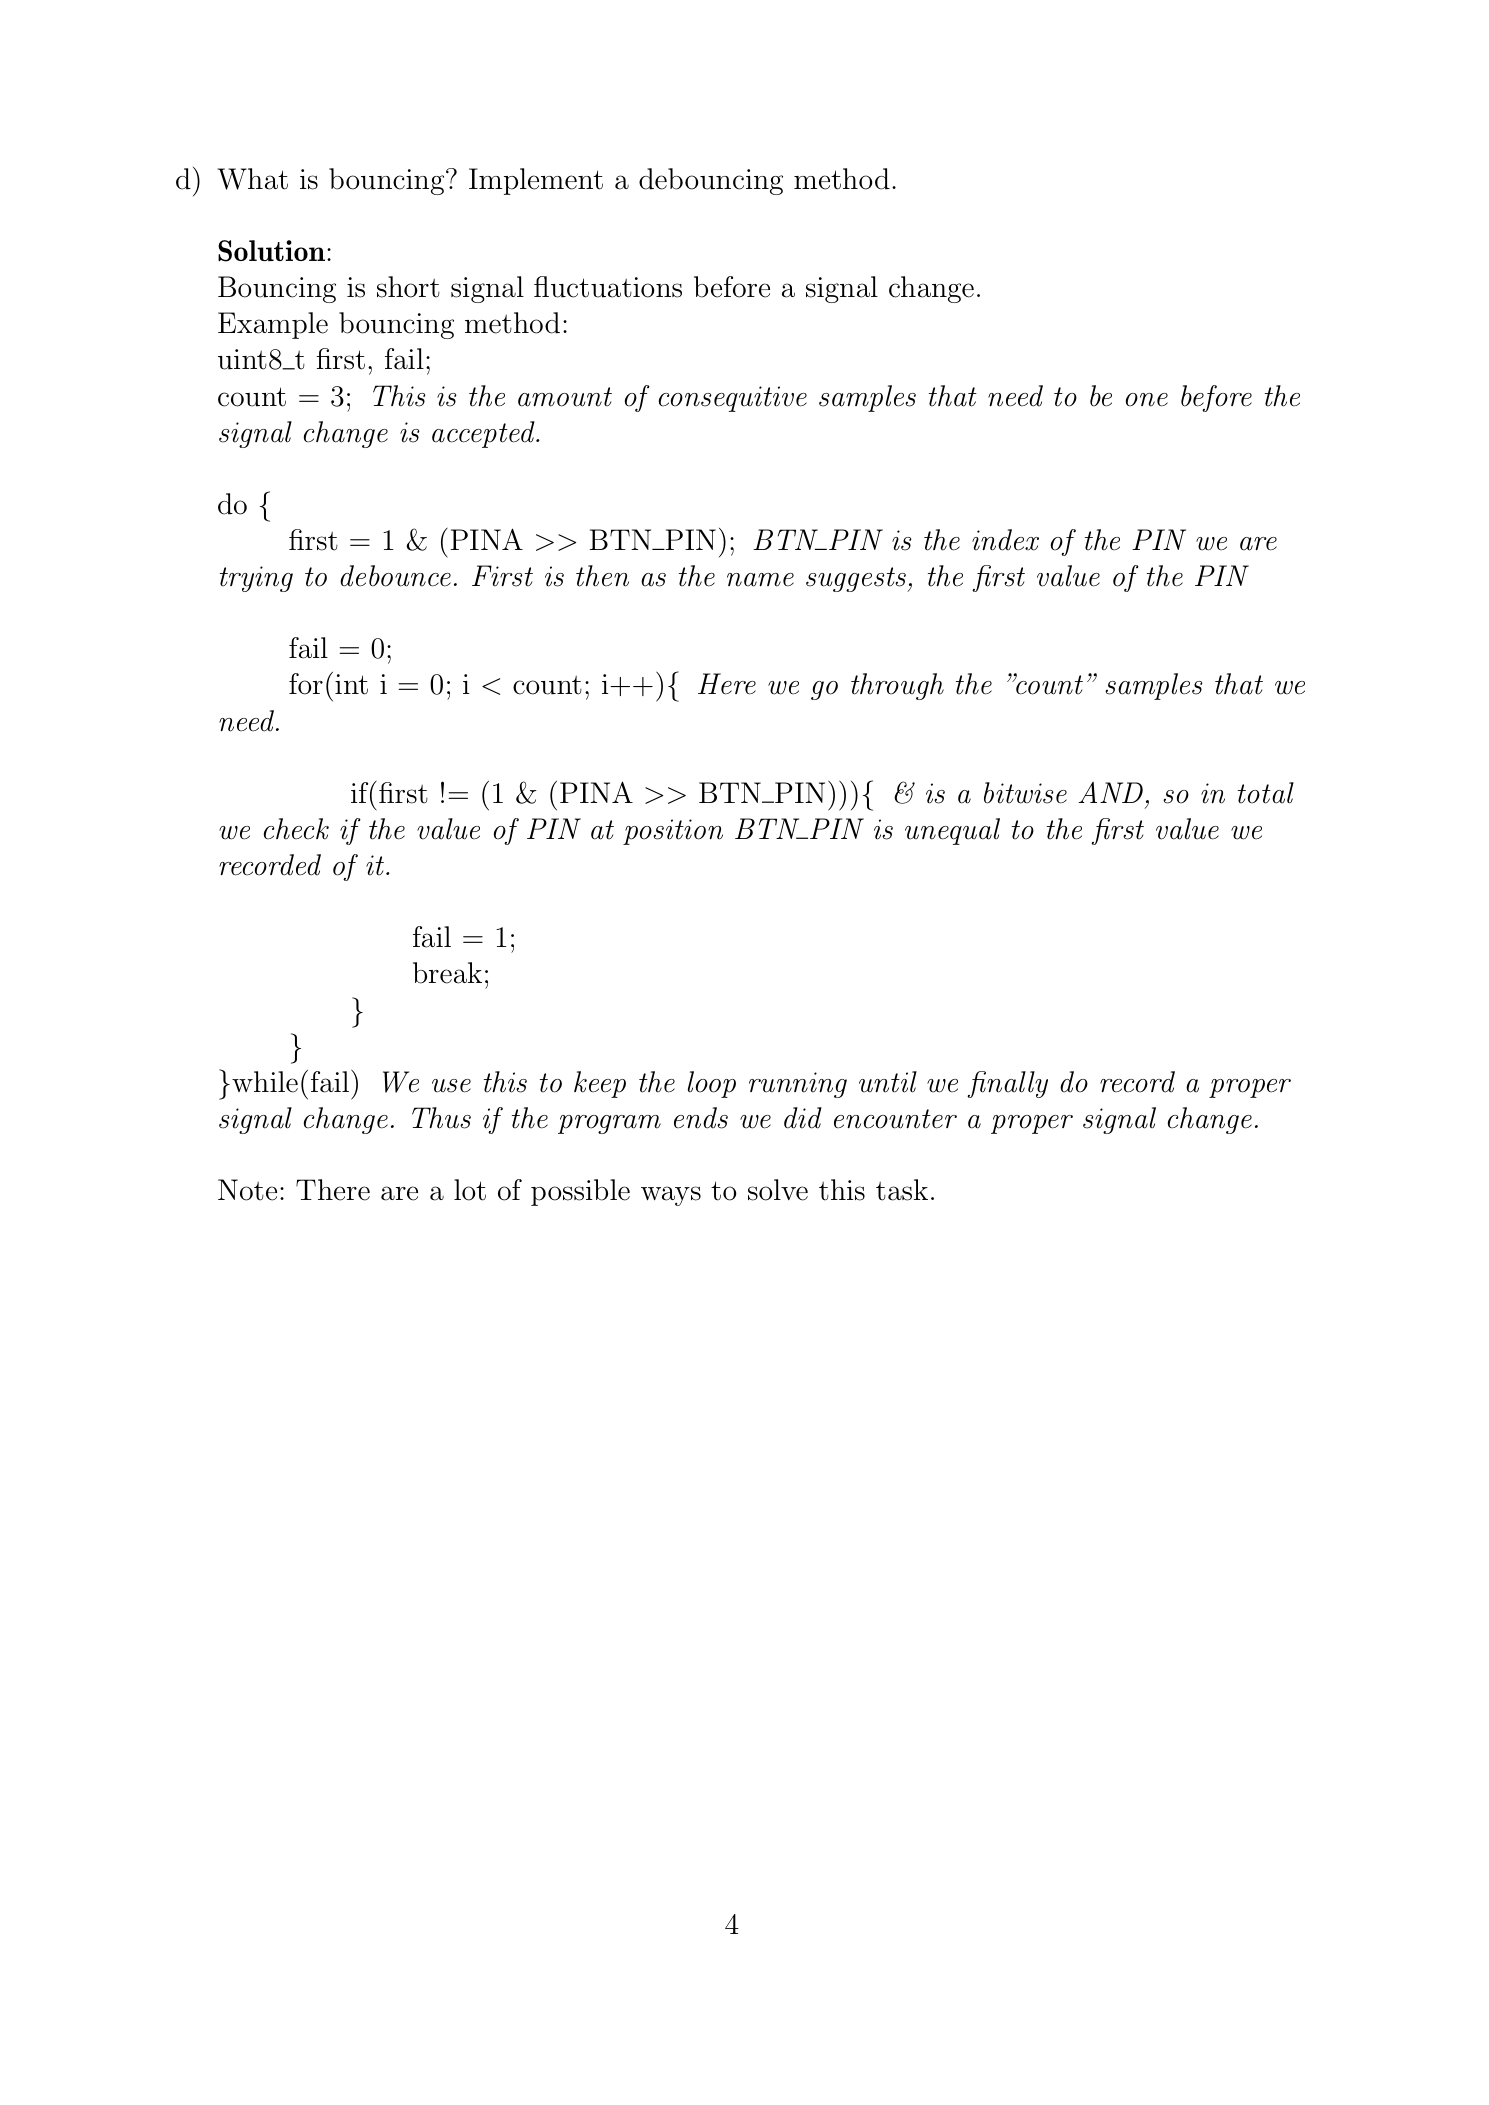 d) What is bouncing? Implement a debouncing method.
Solution:
Bouncing is short signal fluctuations before a signal change.
Example bouncing method:
uint8_t first, fail;
count = 3; This is the amount of consequitive samples that need to be one before the
signal change is accepted.
do {
first = 1 & (PINA >> BTN_PIN); BTN_PIN is the index of the PIN we are
trying to debounce. First is then as the name suggests, the first value of the PIN
fail = 0;
for(int i = 0; i < count; i++){ Here we go through the ”count” samples that we
need.
if(first != (1 & (PINA >> BTN_PIN))){ & is a bitwise AND, so in total
we check if the value of PIN at position BTN_PIN is unequal to the first value we
recorded of it.
fail = 1;
break;
}
}
}while(fail) We use this to keep the loop running until we finally do record a proper
signal change. Thus if the program ends we did encounter a proper signal change.
Note: There are a lot of possible ways to solve this task.
4